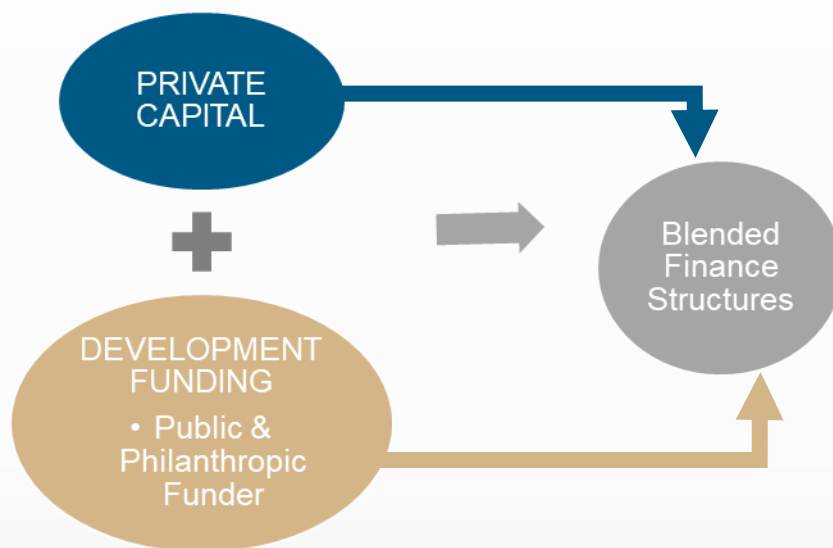 PRIVATE
CAPITAL
DEVELOPMENT
FUNDING
• Public &
Philanthropic
Funder
Blended
Finance
Structures